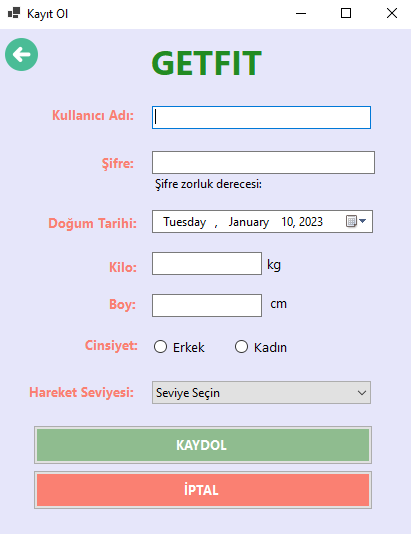 Kayıt Ol
GETFIT
Kullanıcı Adı:
Şifre:
Şifre zorluk derecesi:
Doğum Tarihi: Tuesday , January 10, 2023
Kilo: kg
Boy: cm
Cinsiyet: Erkek Kadın
Hareket Seviyesi: Seviye Seçin
KAYDOL
İPTAL